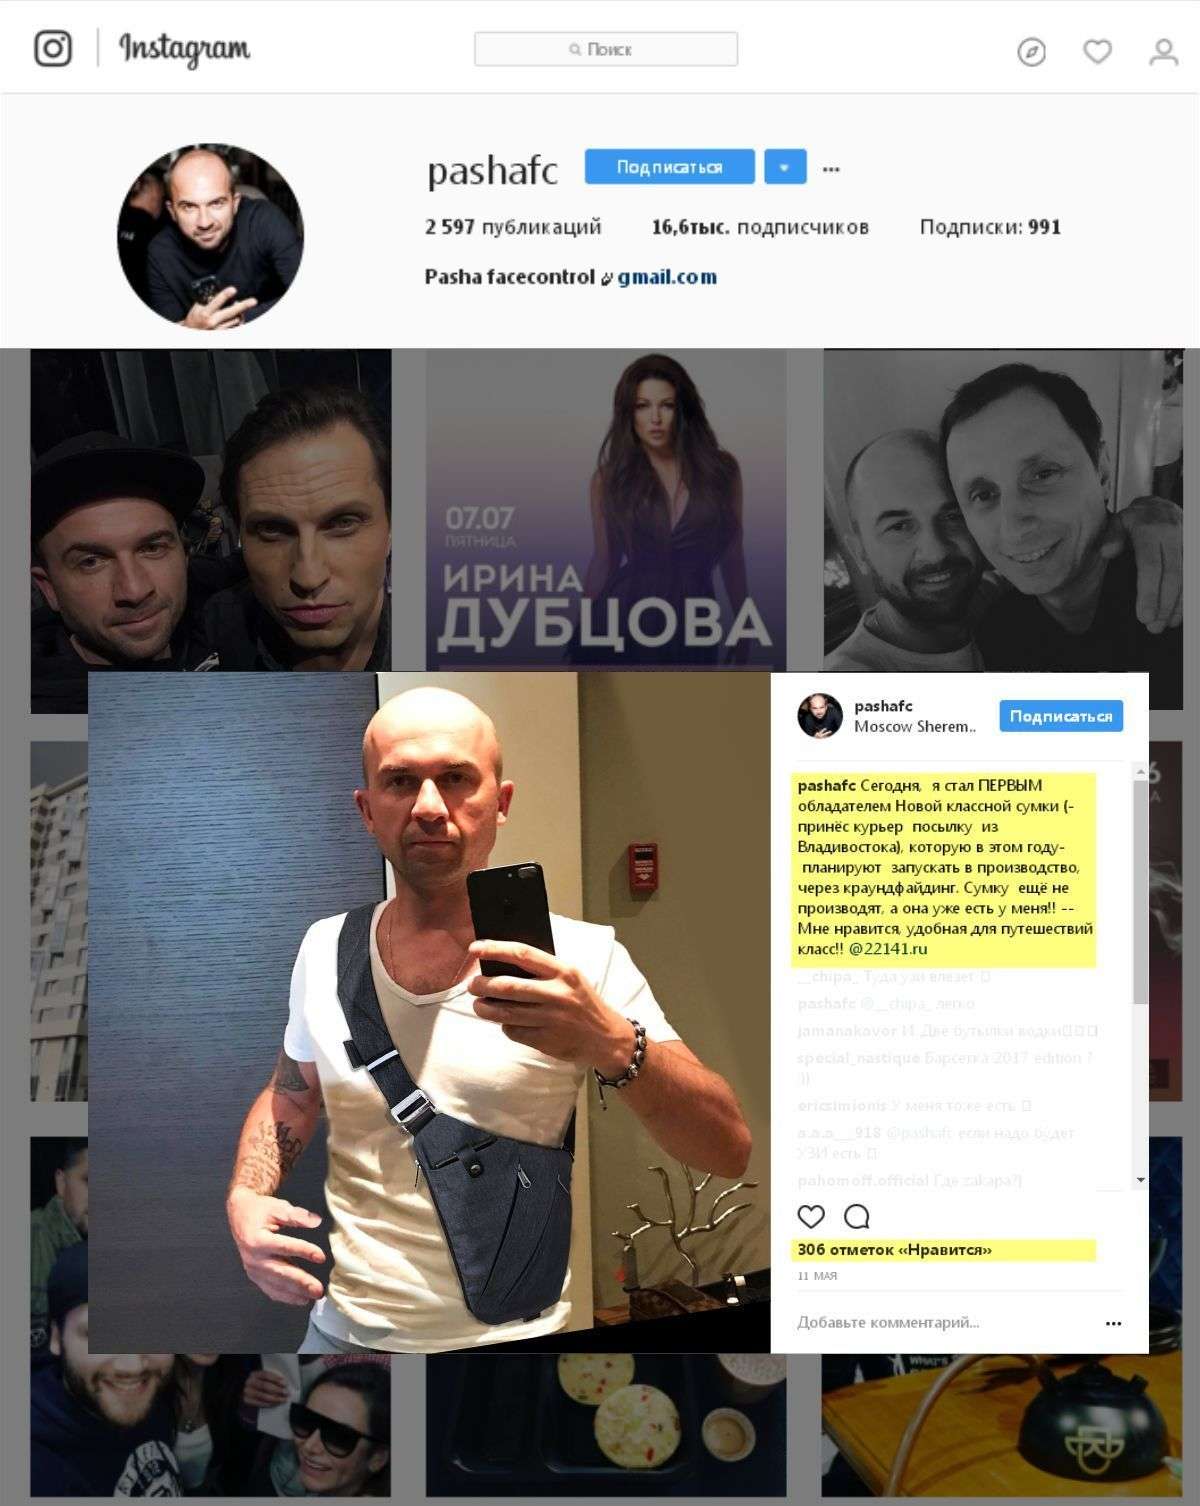 Instagram
Поиск
pashafc
Подписаться
2 597 публикаций
16,6тыс. подписчиков
Подписки: 991
Pasha facecontrol gmail.com
07.07
ПЯТНИЦА
ИРИНА
ДУБЦОВА
pashafc
Moscow Sherem..
Подписаться
pashafc Сегодня, я стал ПЕРВЫМ
обладателем Новой классной сумки (-
принёс курьер посылку из
Владивостока), которую в этом году-
планируют запускать в производство,
через крауңдфайдинг. Сумку ещё не
производят, а она уже есть у меня!! --
Мне нравится, удобная для путешествий
класс!! @22141.ru
__chipa_ Туда узи влезет
pashafc @__chipa_ легко
jamanakavor И Две бутылки водки
special_nastique Барсетка 2017 edition ?
:))
ericsimionis У меня тоже есть
a.a.a___918 @pashafc если надо будет
УЗИ есть
pahomoff.official Где zakapa?)
306 отметок «Нравится»
11 МАЯ
Добавьте комментарий...
WHAT'S